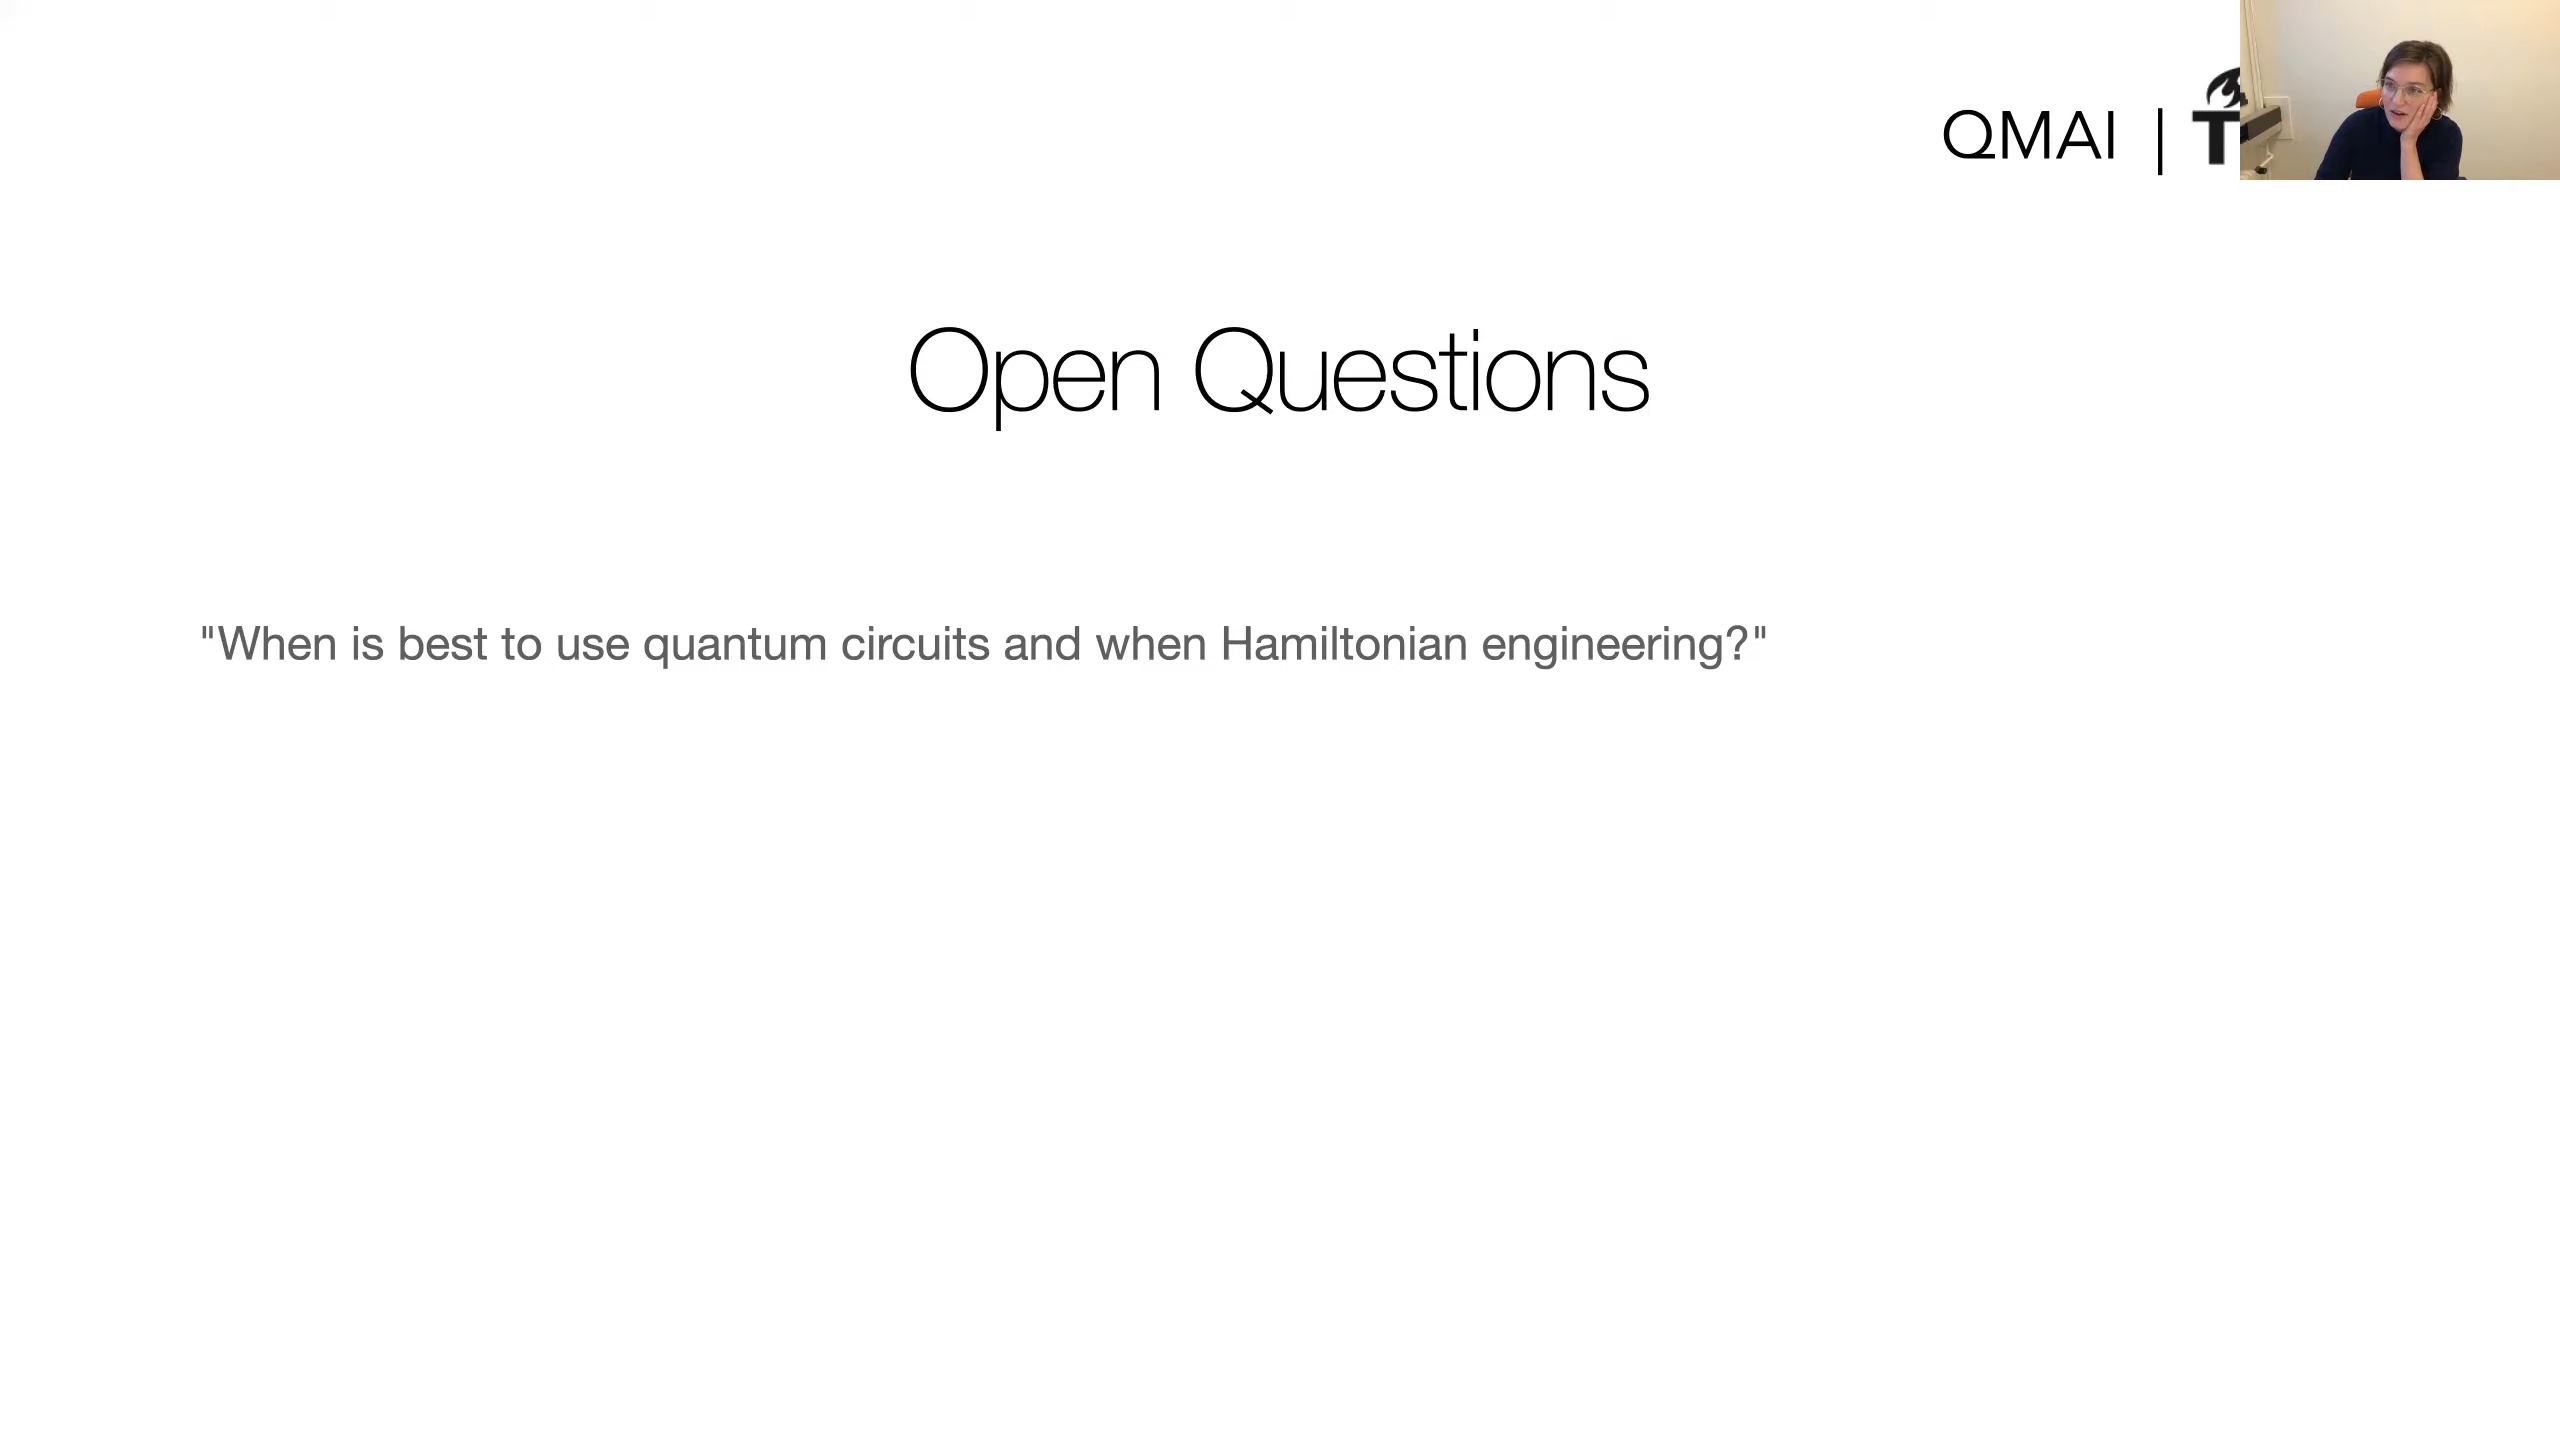 QMAI | T
Open Questions
"When is best to use quantum circuits and when Hamiltonian engineering?"